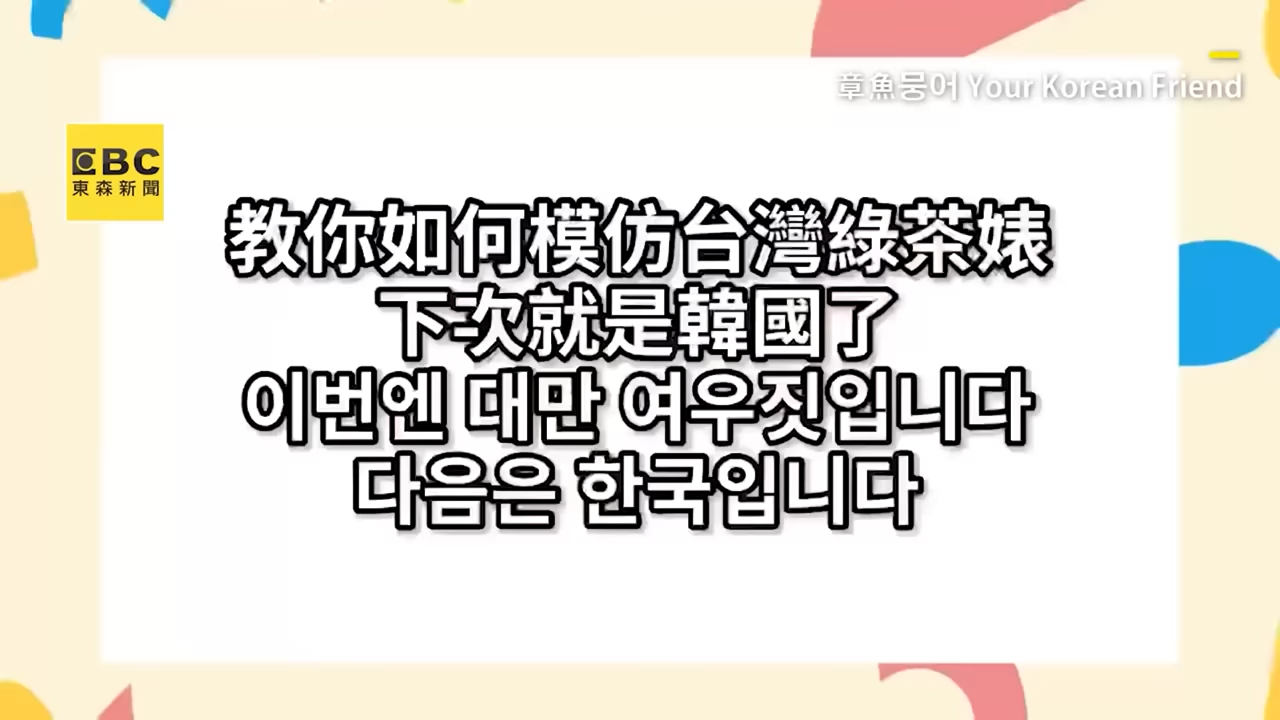 章魚뭉어 Your Korean Friend
EBC
東森新聞
教你如何模仿台灣綠茶婊
下次就是韓國了
이번엔 대만 여우짓입니다
다음은 한국입니다